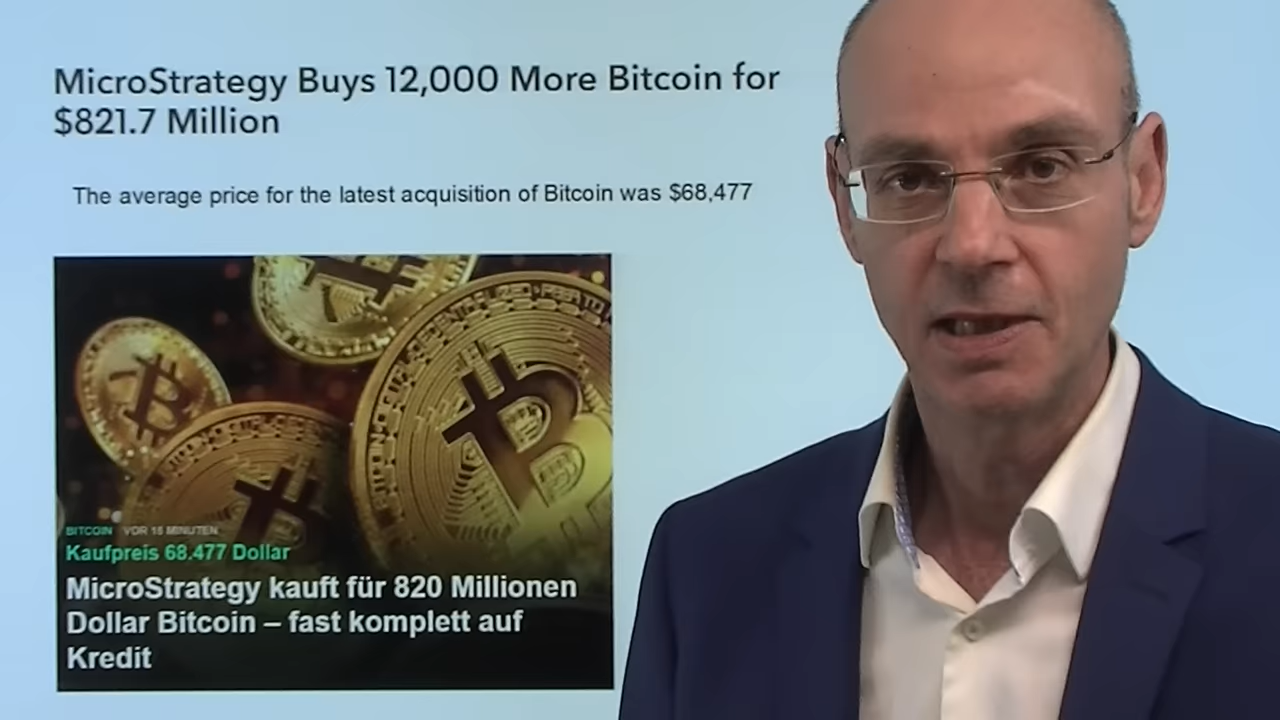 MicroStrategy Buys 12,000 More Bitcoin for
$821.7 Million
The average price for the latest acquisition of Bitcoin was $68,477
BITCOIN VOR 15 MINUTEN
Kaufpreis 68.477 Dollar
MicroStrategy kauft für 820 Millionen
Dollar Bitcoin – fast komplett auf
Kredit